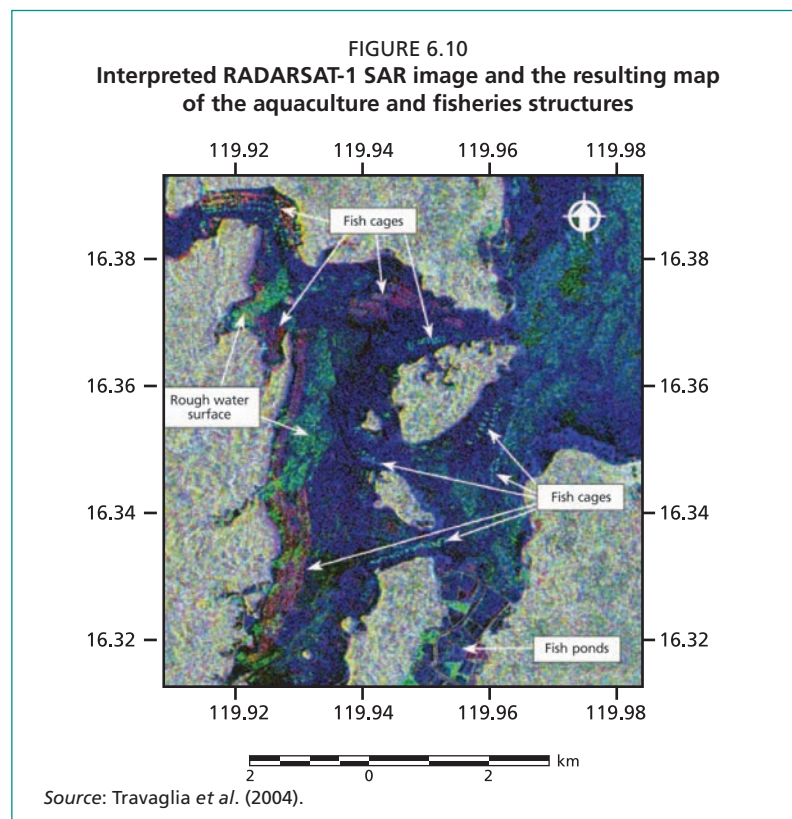 FIGURE 6.10
Interpreted RADARSAT-1 SAR image and the resulting map
of the aquaculture and fisheries structures
119.92 119.94 119.96 119.98
Fish cages
16.38 16.38
16.36 16.36
Rough water
surface
Fish cages
16.34 16.34
16.32 16.32
Fish ponds
119.92 119.94 119.96 119.98
km
2 0 2
Source: Travaglia et al. (2004).